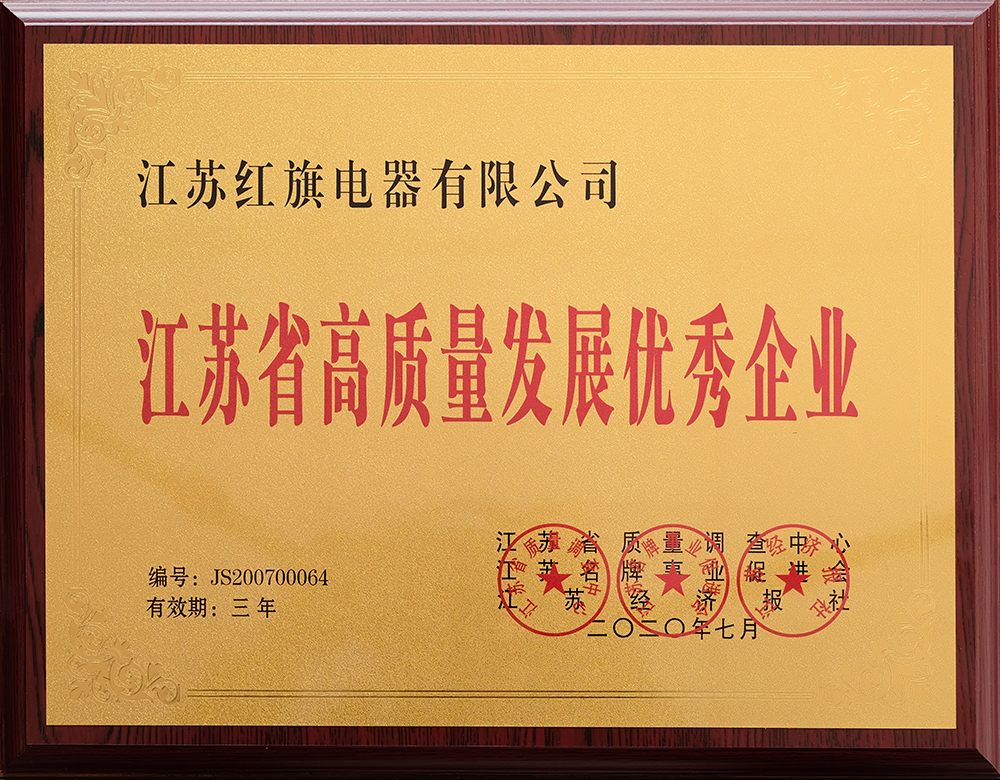 江苏红旗电器有限公司
江苏省高质量发展优秀企业
编号：JS200700064
有效期：三年
江苏省质量调查中心
江苏名牌事业促进会
江苏经济报社
二〇二〇年七月